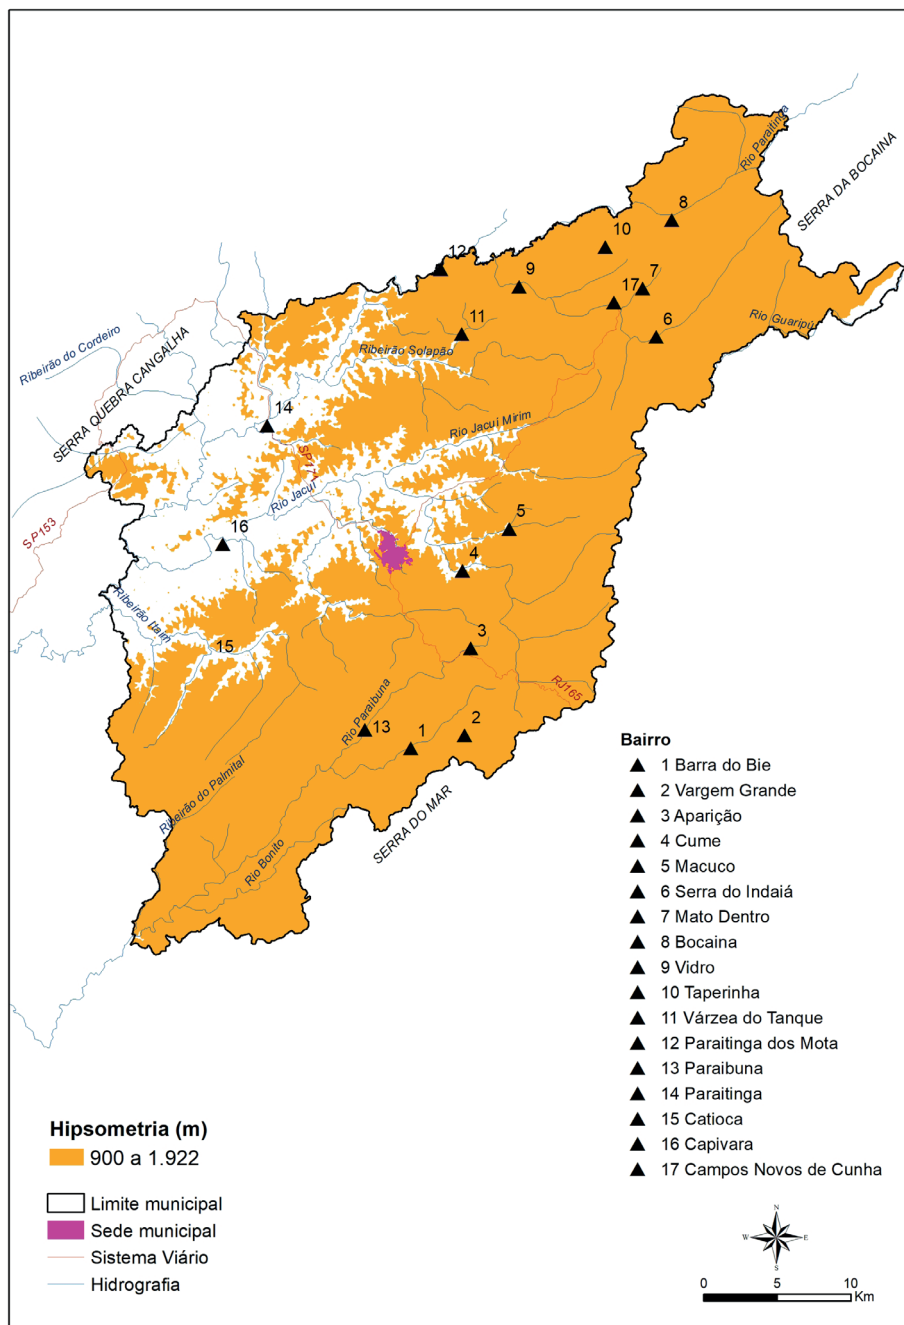 Rio Paraitinga
SERRA DA BOCAINA
8
10
12
9
7
17
Rio Guaripú
6
11
Ribeirão do Cordeiro
SERRA QUEBRA CANGALHA
Ribeirão Solapão
14
Rio Jacuí Mirim
SP171
Rio Jacuí
5
16
SP153
4
Ribeirão Itaim
15
3
RJ165
Rio Paraibuna
13
1
2
Ribeirão do Palmital
SERRA DO MAR
Rio Bonito
Bairro
1 Barra do Bie
2 Vargem Grande
3 Aparição
4 Cume
5 Macuco
6 Serra do Indaiá
7 Mato Dentro
8 Bocaina
9 Vidro
10 Taperinha
11 Várzea do Tanque
12 Paraitinga dos Mota
13 Paraibuna
14 Paraitinga
15 Catioca
16 Capivara
17 Campos Novos de Cunha
Hipsometria (m)
900 a 1.922
Limite municipal
Sede municipal
Sistema Viário
Hidrografia
N
W E
S
0 5 10
Km